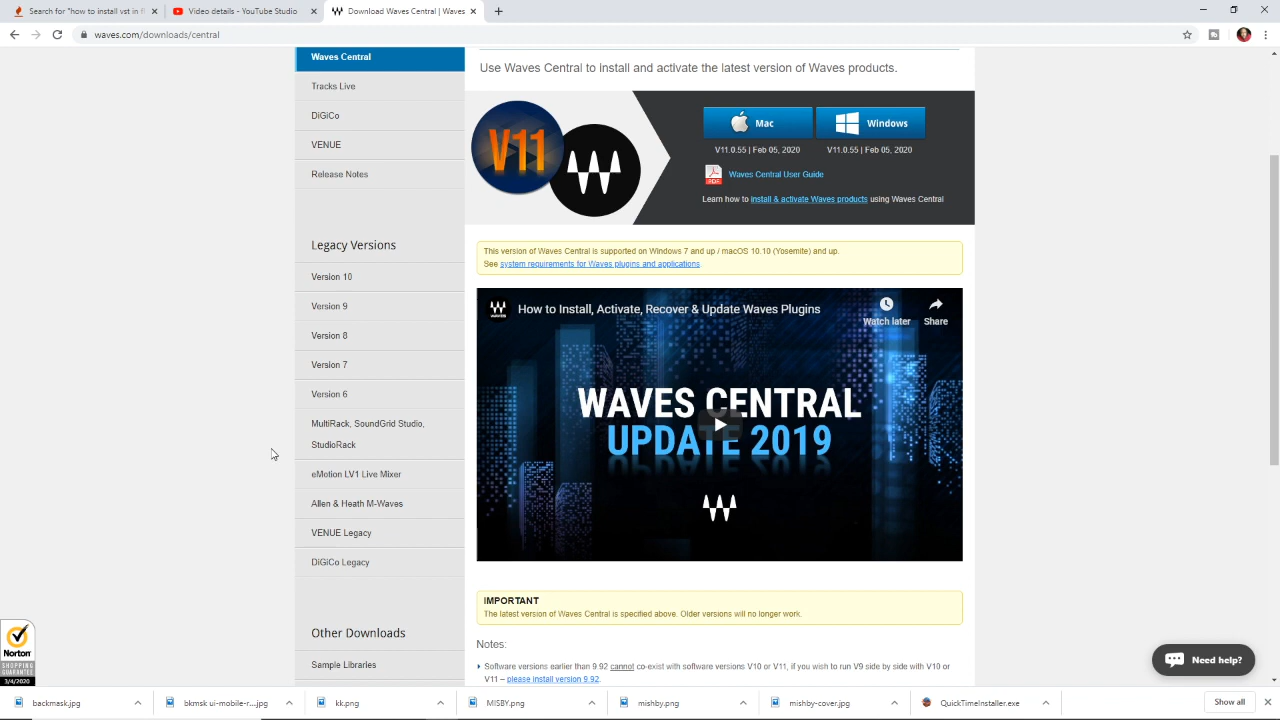 Search for "how to install vst in fl
Video details - YouTube Studio
Download Waves Central | Waves
waves.com/downloads/central
Waves Central
Tracks Live
DiGiCo
VENUE
Release Notes
Legacy Versions
Version 10
Version 9
Version 8
Version 7
Version 6
MultiRack, SoundGrid Studio,
StudioRack
eMotion LV1 Live Mixer
Allen & Heath M-Waves
VENUE Legacy
DiGiCo Legacy
Other Downloads
Sample Libraries
Use Waves Central to install and activate the latest version of Waves products.
V11
Mac
Windows
V11.0.55 | Feb 05, 2020
V11.0.55 | Feb 05, 2020
PDF
Waves Central User Guide
Learn how to install & activate Waves products using Waves Central
This version of Waves Central is supported on Windows 7 and up / macOS 10.10 (Yosemite) and up.
See system requirements for Waves plugins and applications.
WAVES
How to Install, Activate, Recover & Update Waves Plugins
Watch later
Share
WAVES CENTRAL
UPDATE 2019
IMPORTANT
The latest version of Waves Central is specified above. Older versions will no longer work.
Notes:
Software versions earlier than 9.92 cannot co-exist with software versions V10 or V11, if you wish to run V9 side by side with V10 or
V11 – please install version 9.92.
Norton
SHOPPING
GUARANTEE
3/4/2020
Need help?
backmask.jpg
bkmsk ui-mobile-r....jpg
kk.png
MISBY.png
mishby.png
mishby-cover.jpg
QuickTimeInstaller.exe
Show all